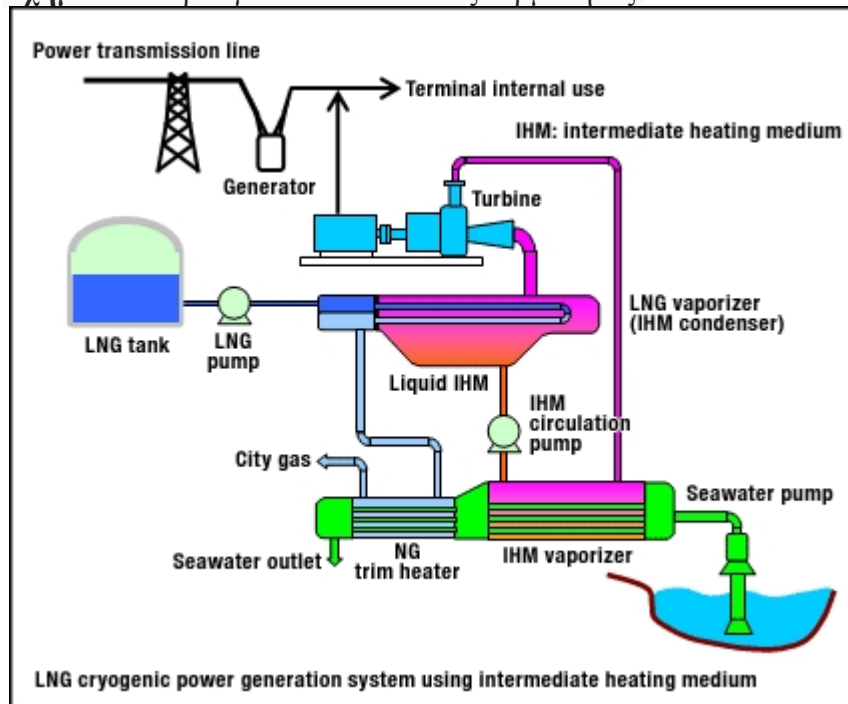 Power transmission line
Terminal internal use
IHM: intermediate heating medium
Generator
Turbine
LNG vaporizer
(IHM condenser)
LNG tank
LNG
pump
Liquid IHM
IHM
circulation
pump
City gas
Seawater pump
Seawater outlet
NG
trim heater
IHM vaporizer
LNG cryogenic power generation system using intermediate heating medium